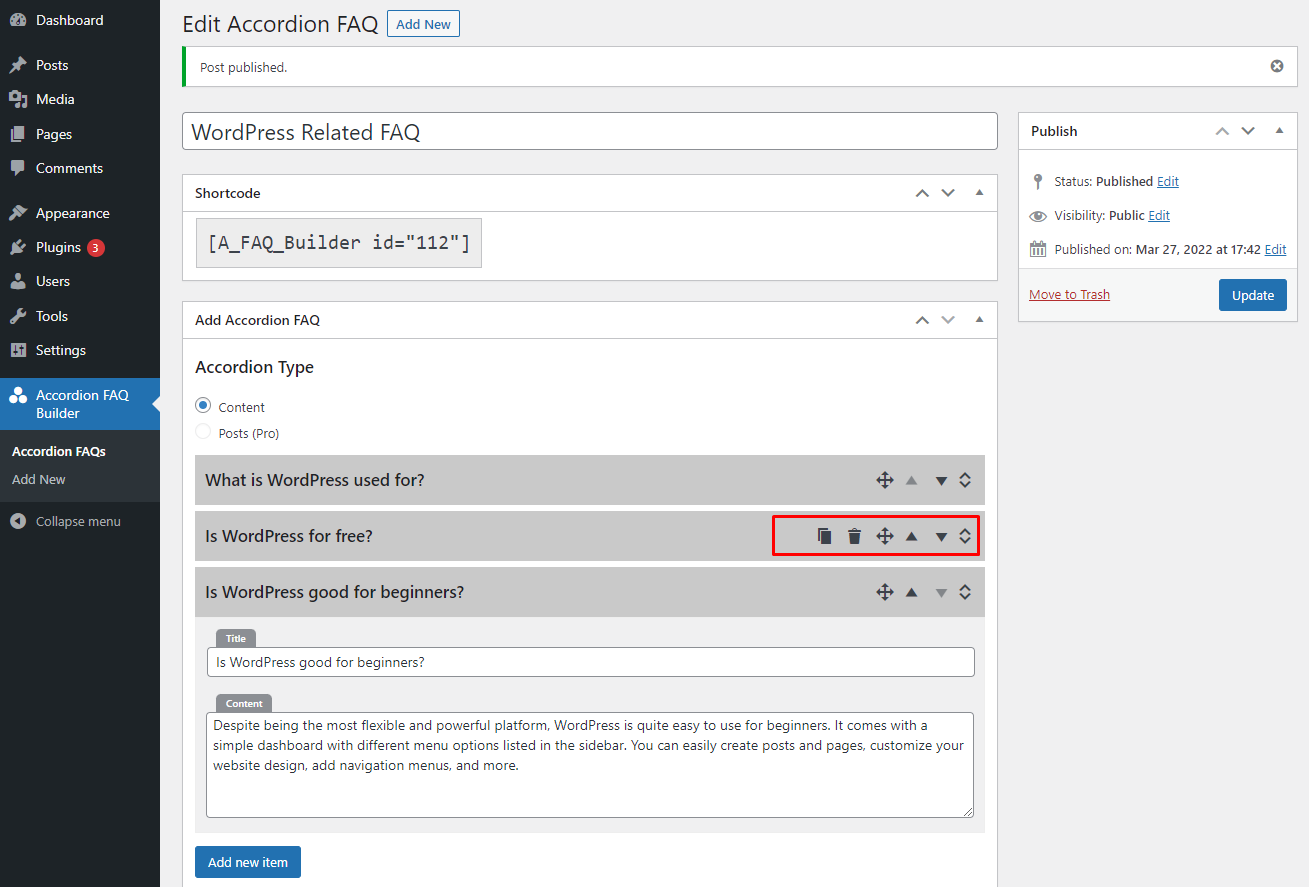 Dashboard
Posts
Media
Pages
Comments
Appearance
Plugins 3
Users
Tools
Settings
Accordion FAQ
Builder
Accordion FAQs
Add New
Collapse menu
Edit Accordion FAQ Add New
Post published.
WordPress Related FAQ
Shortcode
[A_FAQ_Builder id="112"]
Add Accordion FAQ
Accordion Type
Content
Posts (Pro)
What is WordPress used for?
Is WordPress for free?
Is WordPress good for beginners?
Title
Is WordPress good for beginners?
Content
Despite being the most flexible and powerful platform, WordPress is quite easy to use for beginners. It comes with a
simple dashboard with different menu options listed in the sidebar. You can easily create posts and pages, customize your
website design, add navigation menus, and more.
Add new item
Publish
Status: Published Edit
Visibility: Public Edit
Published on: Mar 27, 2022 at 17:42 Edit
Move to Trash
Update